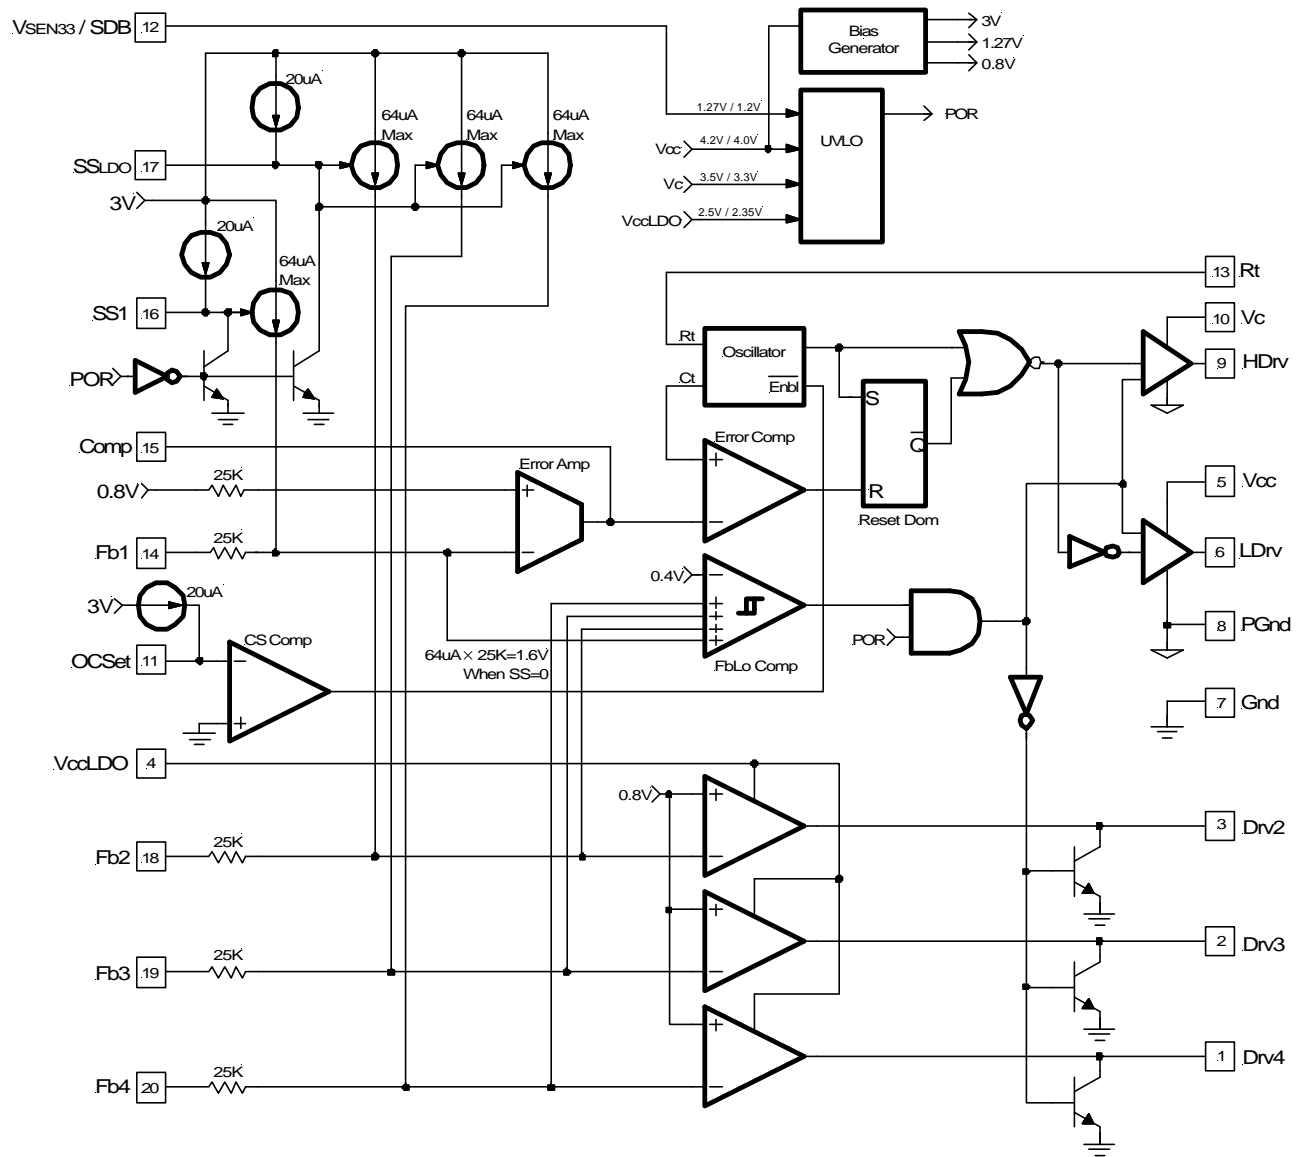 VSEN33 / SDB 12
Bias
Generator
3V
1.27V
0.8V
20uA
64uA
Max
64uA
Max
64uA
Max
1.27V / 1.2V
POR
UVLO
Vcc 4.2V / 4.0V
SSLDO 17
Vc 3.5V / 3.3V
3V
VccLDO 2.5V / 2.35V
20uA
64uA
Max
13 Rt
SS1 16
10 Vc
Rt
Oscillator
9 HDrv
POR
Ct
Enbl
S
Q
R
Reset Dom
Comp 15
Error Comp
+
−
Error Amp
0.8V
25K
+
−
5 Vcc
Fb1 14
25K
6 LDrv
0.4V
−
+
+
+
+
3V
20uA
8 PGnd
POR
OCSet 11
CS Comp
−
+
64uA × 25K=1.6V
When SS=0
FbLo Comp
7 Gnd
VccLDO 4
0.8V
+
−
3 Drv2
Fb2 18
25K
+
−
2 Drv3
Fb3 19
25K
+
−
1 Drv4
Fb4 20
25K